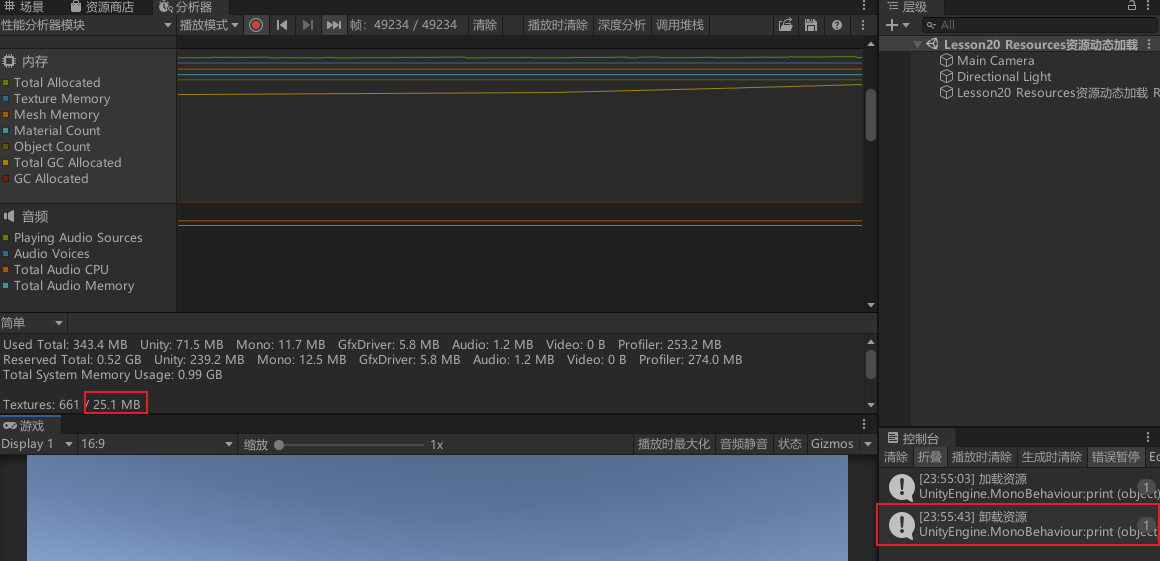 场景 资源商店 分析器
性能分析器模块 播放模式 帧: 49234 / 49234 清除 播放时清除 深度分析 调用堆栈
内存
Total Allocated
Texture Memory
Mesh Memory
Material Count
Object Count
Total GC Allocated
GC Allocated
音频
Playing Audio Sources
Audio Voices
Total Audio CPU
Total Audio Memory
简单
Used Total: 343.4 MB Unity: 71.5 MB Mono: 11.7 MB GfxDriver: 5.8 MB Audio: 1.2 MB Video: 0 B Profiler: 253.2 MB
Reserved Total: 0.52 GB Unity: 239.2 MB Mono: 12.5 MB GfxDriver: 5.8 MB Audio: 1.2 MB Video: 0 B Profiler: 274.0 MB
Total System Memory Usage: 0.99 GB
Textures: 661 / 25.1 MB
游戏
Display 1 16:9 缩放 1x 播放时最大化 音频静音 状态 Gizmos
层级
All
Lesson20 Resources资源动态加载
Main Camera
Directional Light
Lesson20 Resources资源动态加载 R
控制台
清除 折叠 播放时清除 生成时清除 错误暂停 Ed
[23:55:03] 加载资源
UnityEngine.MonoBehaviour:print (object)
1
[23:55:43] 卸载资源
UnityEngine.MonoBehaviour:print (object)
1